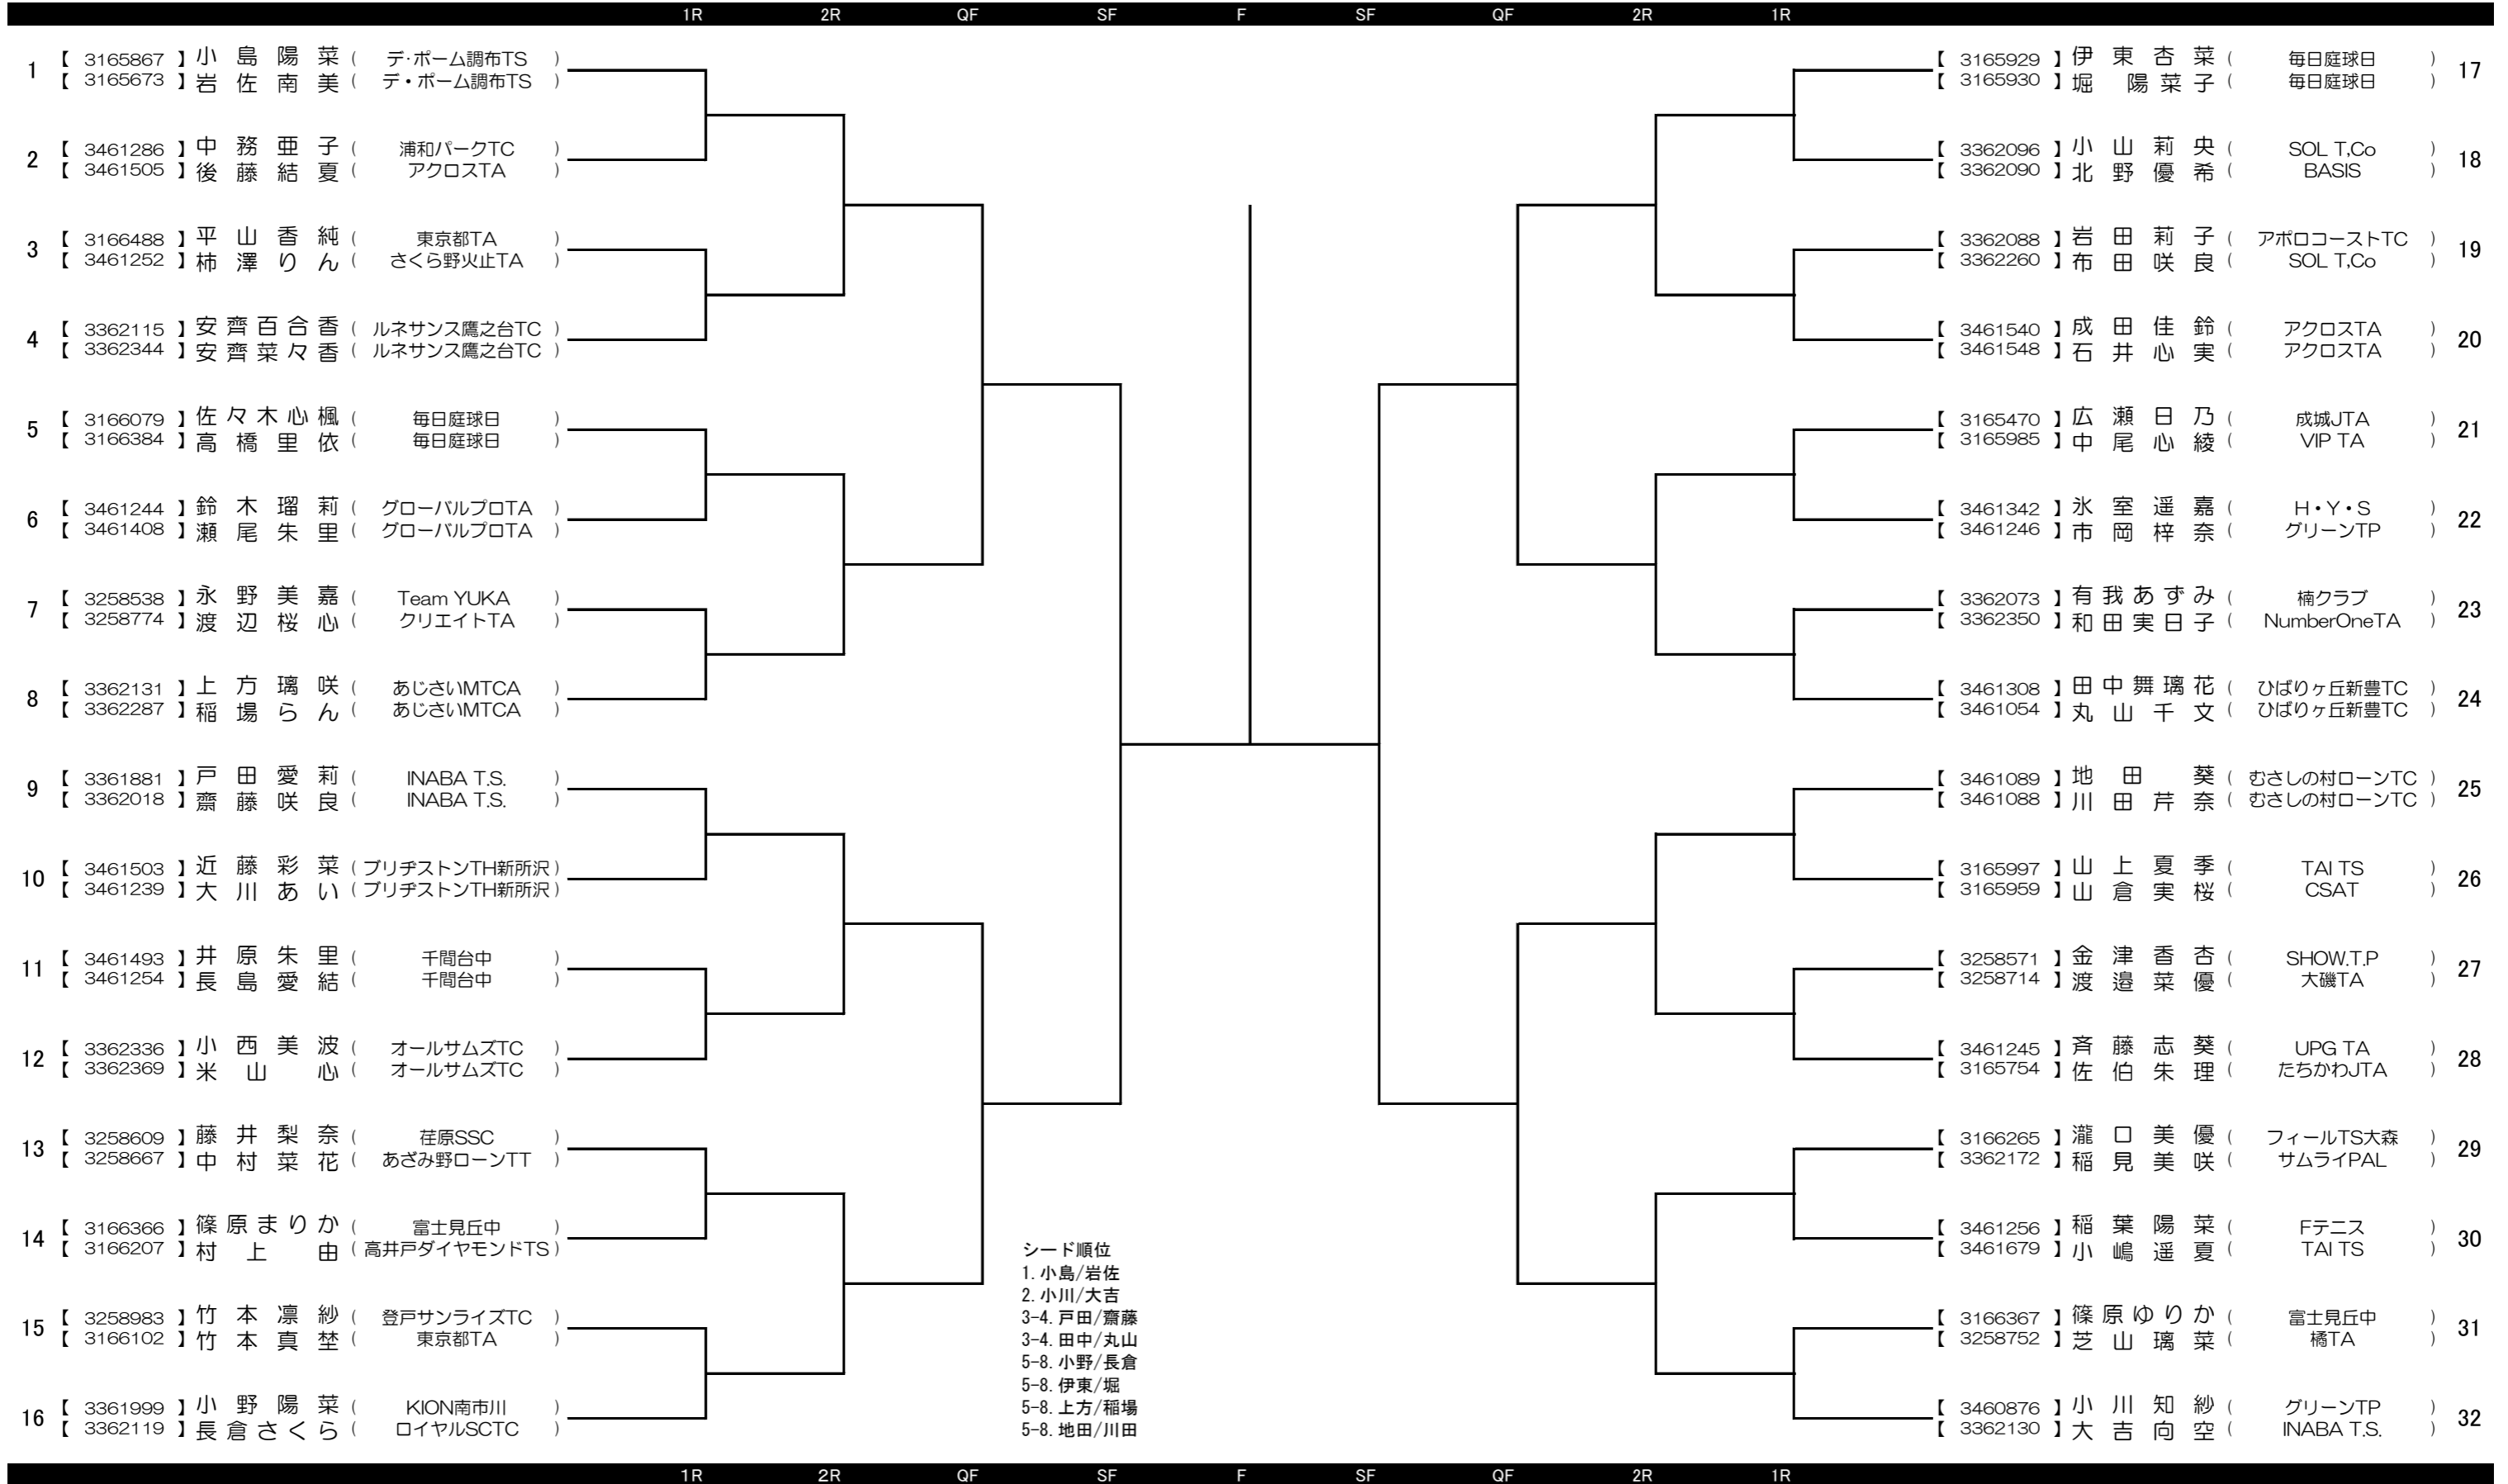 1R 2R QF SF F SF QF 2R 1R
1 【 3165867 】 小島陽菜 ( デ・ポーム調布TS )
【 3165673 】 岩佐南美 ( デ・ポーム調布TS )
2 【 3461286 】 中務亜子 ( 浦和パークTC )
【 3461505 】 後藤結夏 ( アクロスTA )
3 【 3166488 】 平山香純 ( 東京都TA )
【 3461252 】 柿澤りん ( さくら野火止TA )
4 【 3362115 】 安齊百合香 ( ルネサンス鷹之台TC )
【 3362344 】 安齊菜々香 ( ルネサンス鷹之台TC )
5 【 3166079 】 佐々木心楓 ( 毎日庭球日 )
【 3166384 】 高橋里依 ( 毎日庭球日 )
6 【 3461244 】 鈴木瑠莉 ( グローバルプロTA )
【 3461408 】 瀬尾朱里 ( グローバルプロTA )
7 【 3258538 】 永野美嘉 ( Team YUKA )
【 3258774 】 渡辺桜心 ( クリエイトTA )
8 【 3362131 】 上方璃咲 ( あじさいMTCA )
【 3362287 】 稲場らん ( あじさいMTCA )
9 【 3361881 】 戸田愛莉 ( INABA T.S. )
【 3362018 】 齋藤咲良 ( INABA T.S. )
10 【 3461503 】 近藤彩菜 ( ブリヂストンTH新所沢 )
【 3461239 】 大川あい ( ブリヂストンTH新所沢 )
11 【 3461493 】 井原朱里 ( 千間台中 )
【 3461254 】 長島愛結 ( 千間台中 )
12 【 3362336 】 小西美波 ( オールサムズTC )
【 3362369 】 米山心 ( オールサムズTC )
13 【 3258609 】 藤井梨奈 ( 荏原SSC )
【 3258667 】 中村菜花 ( あざみ野ローンTT )
14 【 3166366 】 篠原まりか ( 富士見丘中 )
【 3166207 】 村上由 ( 高井戸ダイヤモンドTS )
15 【 3258983 】 竹本凛紗 ( 登戸サンライズTC )
【 3166102 】 竹本真埜 ( 東京都TA )
16 【 3361999 】 小野陽菜 ( KION南市川 )
【 3362119 】 長倉さくら ( ロイヤルSCTC )
シード順位
1. 小島/岩佐
2. 小川/大吉
3-4. 戸田/齋藤
3-4. 田中/丸山
5-8. 小野/長倉
5-8. 伊東/堀
5-8. 上方/稲場
5-8. 地田/川田
【 3165929 】 伊東杏菜 ( 毎日庭球日 ) 17
【 3165930 】 堀陽菜子 ( 毎日庭球日 )
【 3362096 】 小山莉央 ( SOL T,Co ) 18
【 3362090 】 北野優希 ( BASIS )
【 3362088 】 岩田莉子 ( アポロコーストTC ) 19
【 3362260 】 布田咲良 ( SOL T,Co )
【 3461540 】 成田佳鈴 ( アクロスTA ) 20
【 3461548 】 石井心実 ( アクロスTA )
【 3165470 】 広瀬日乃 ( 成城JTA ) 21
【 3165985 】 中尾心綾 ( VIP TA )
【 3461342 】 氷室遥嘉 ( H・Y・S ) 22
【 3461246 】 市岡梓奈 ( グリーンTP )
【 3362073 】 有我あずみ ( 楠クラブ ) 23
【 3362350 】 和田実日子 ( NumberOneTA )
【 3461308 】 田中舞璃花 ( ひばりヶ丘新豊TC ) 24
【 3461054 】 丸山千文 ( ひばりヶ丘新豊TC )
【 3461089 】 地田葵 ( むさしの村ローンTC ) 25
【 3461088 】 川田芹奈 ( むさしの村ローンTC )
【 3165997 】 山上夏季 ( TAI TS ) 26
【 3165959 】 山倉実桜 ( CSAT )
【 3258571 】 金津香杏 ( SHOW.T.P ) 27
【 3258714 】 渡邉菜優 ( 大磯TA )
【 3461245 】 斉藤志葵 ( UPG TA ) 28
【 3165754 】 佐伯朱理 ( たちかわJTA )
【 3166265 】 瀧口美優 ( フィールTS大森 ) 29
【 3362172 】 稲見美咲 ( サムライPAL )
【 3461256 】 稲葉陽菜 ( Fテニス ) 30
【 3461679 】 小嶋遥夏 ( TAI TS )
【 3166367 】 篠原ゆりか ( 富士見丘中 ) 31
【 3258752 】 芝山璃菜 ( 橘TA )
【 3460876 】 小川知紗 ( グリーンTP ) 32
【 3362130 】 大吉向空 ( INABA T.S. )
1R 2R QF SF F SF QF 2R 1R